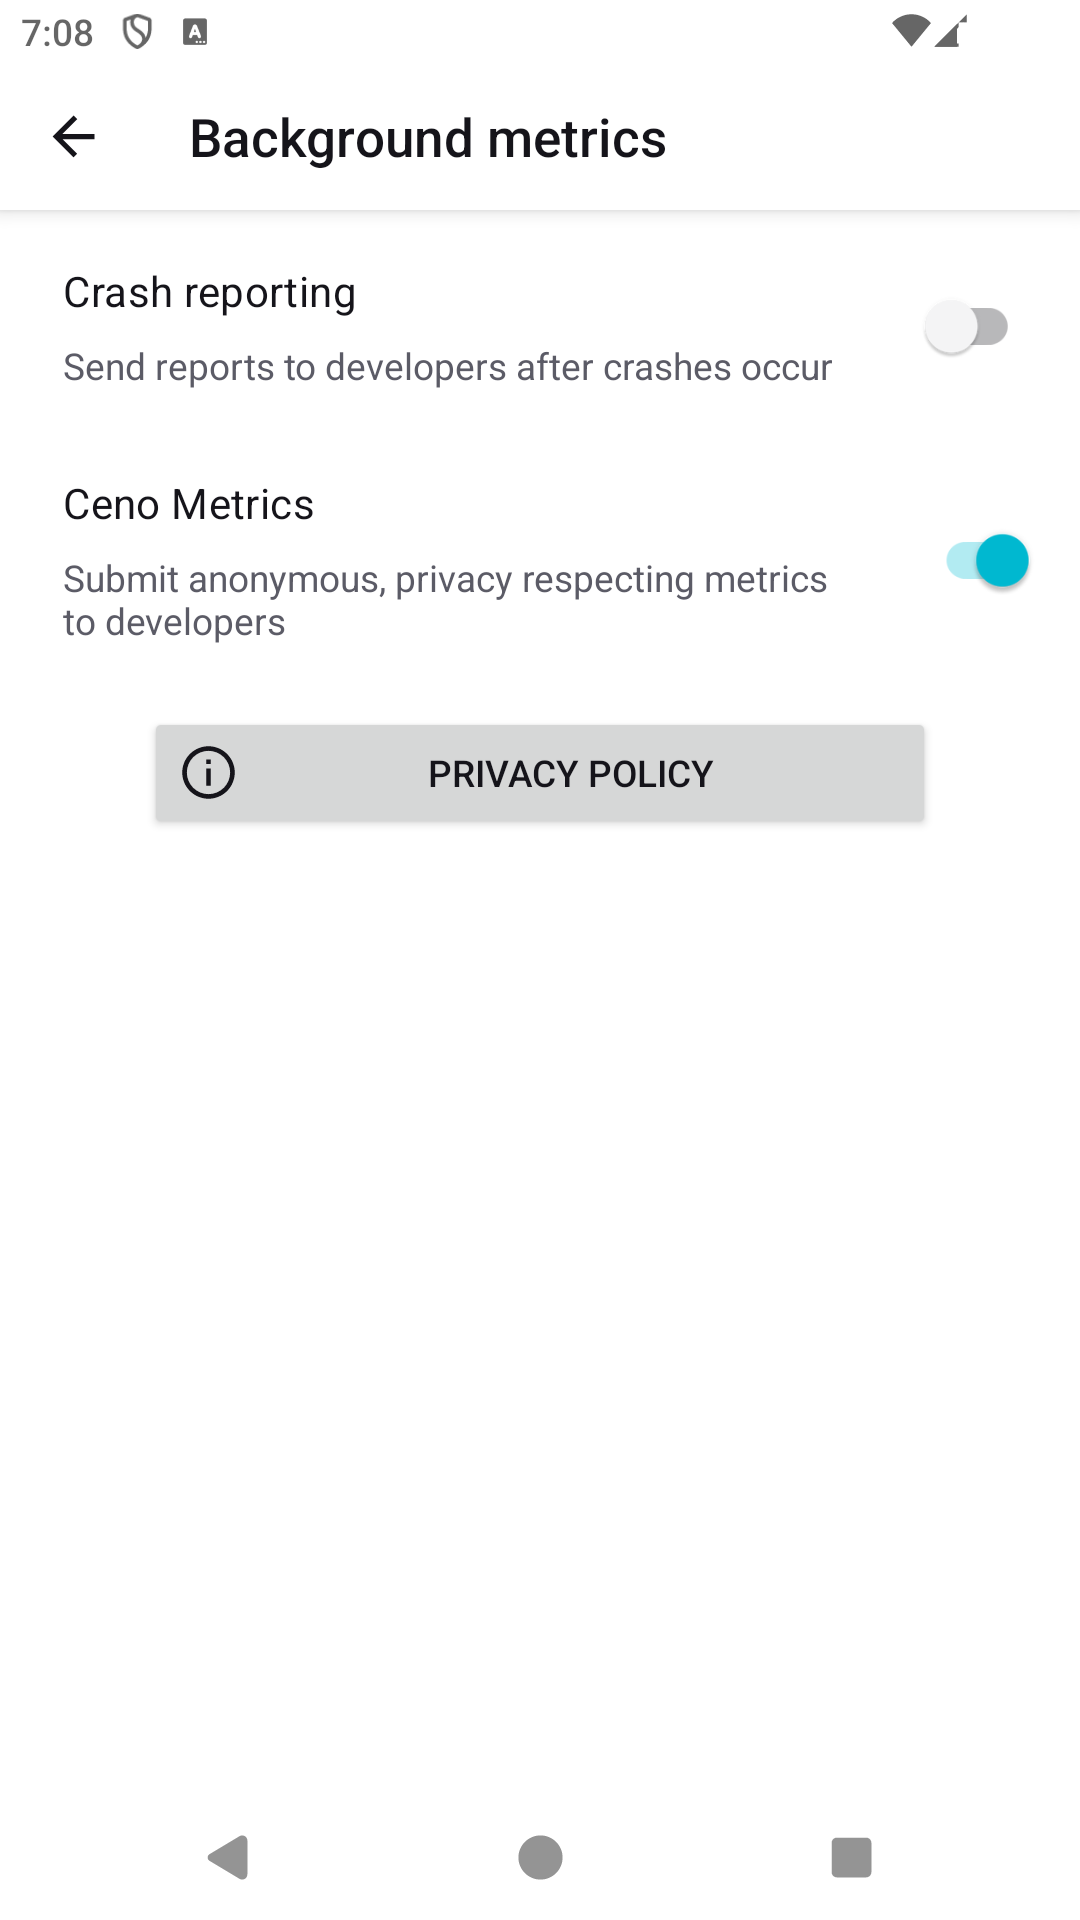 7:08
Background metrics
Crash reporting
Send reports to developers after crashes occur
Ceno Metrics
Submit anonymous, privacy respecting metrics
to developers
PRIVACY POLICY